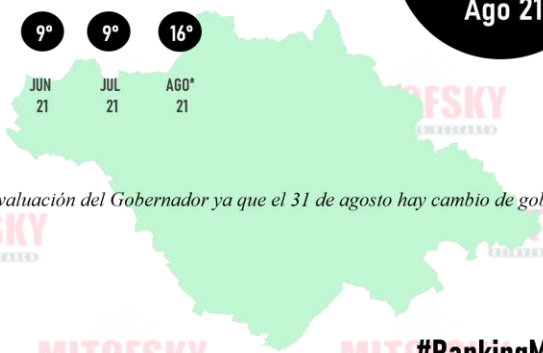 Ago 21
9° 9° 16°
JUN JUL AGO*
21 21 21
valuación del Gobernador ya que el 31 de agosto hay cambio de gob
MITOFSKY
#RankingM